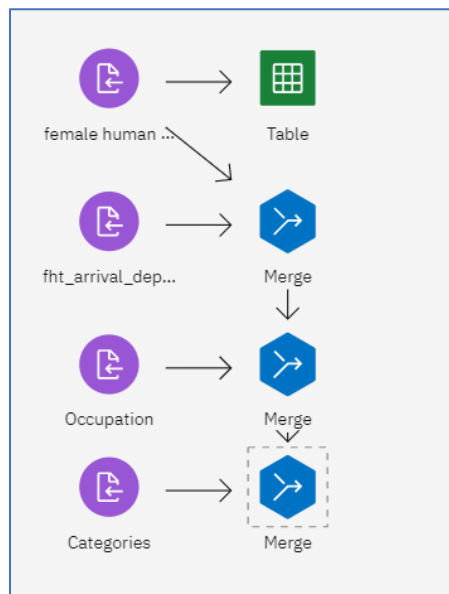 female human ...
Table
fht_arrival_dep...
Merge
Occupation
Merge
Categories
Merge